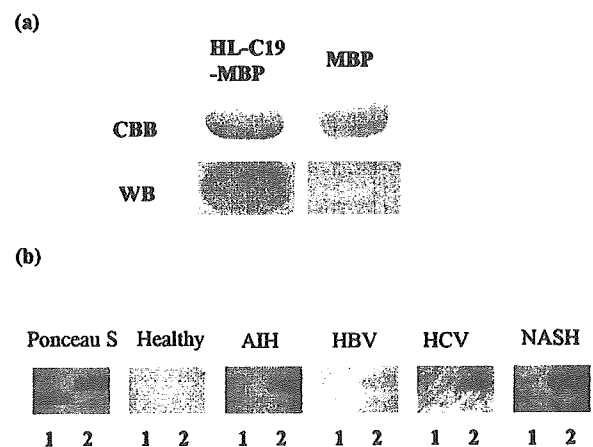 (a)
HL-C19
-MBP
MBP
CBB
WB
(b)
Ponceau S Healthy AIH HBV HCV NASH
1 2 1 2 1 2 1 2 1 2 1 2